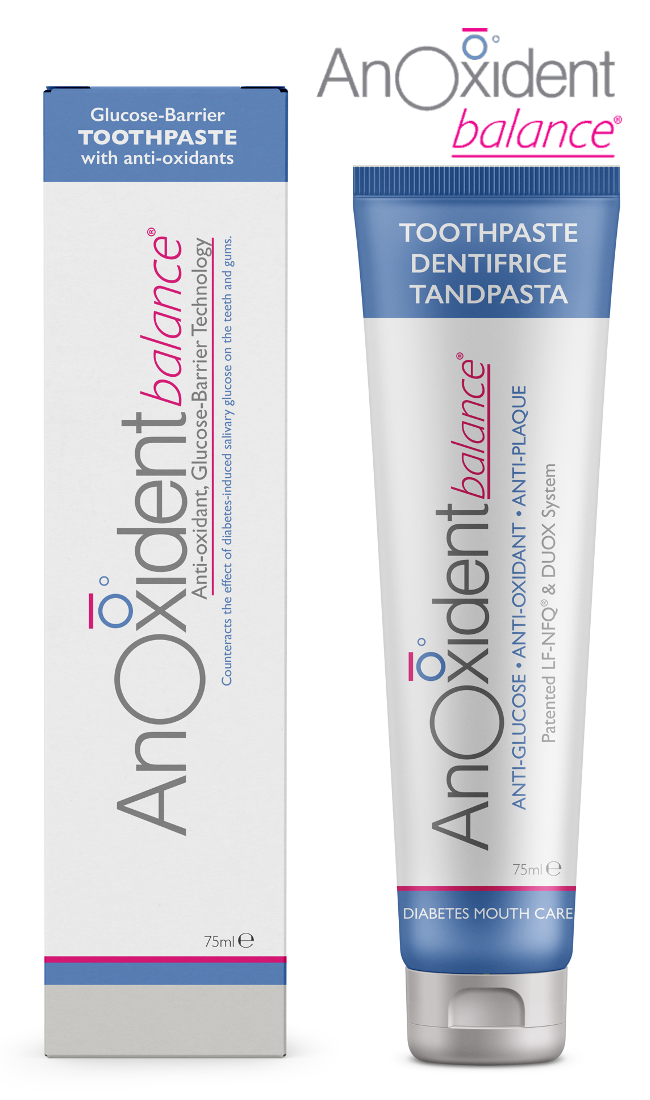 AnOxident
balance®
Glucose-Barrier
TOOTHPASTE
with anti-oxidants
AnOxident balance®
Anti-oxidant, Glucose-Barrier Technology
Counteracts the effect of diabetes-induced salivary glucose on the teeth and gums.
75ml ℮
TOOTHPASTE
DENTIFRICE
TANDPASTA
AnOxident balance®
ANTI-GLUCOSE • ANTI-OXIDANT • ANTI-PLAQUE
Patented LF-NFQ® & DUOX System
75ml ℮
DIABETES MOUTH CARE